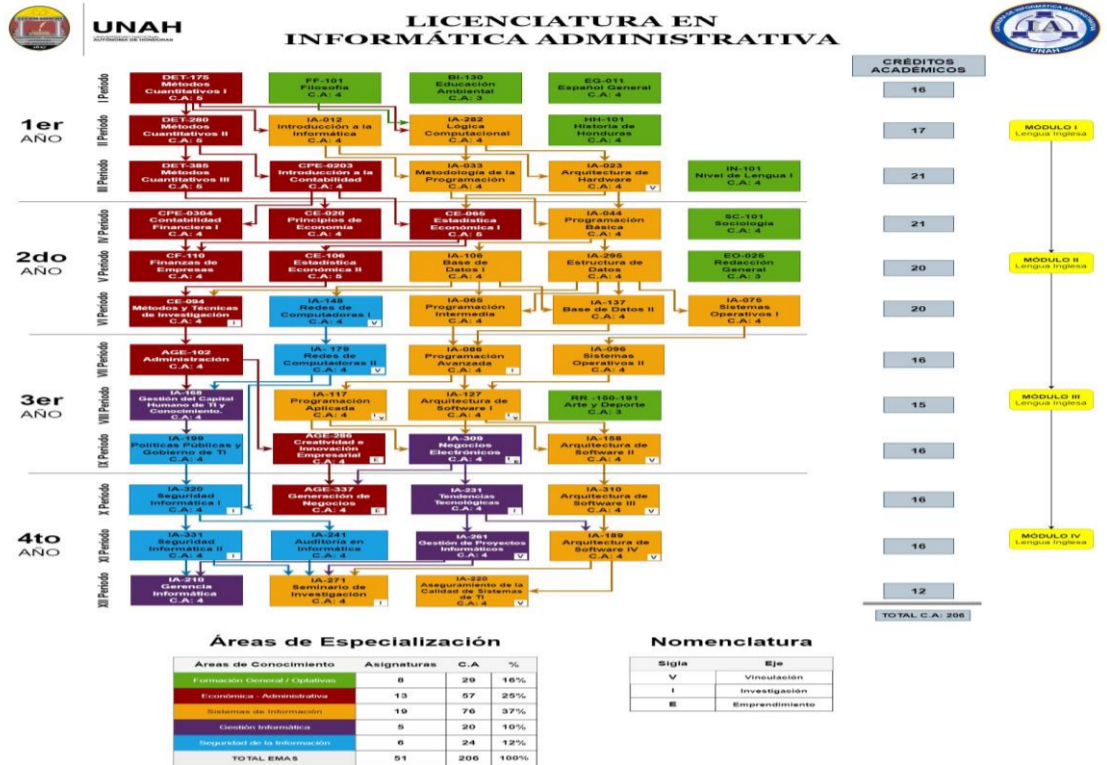 UNAH
UNIVERSIDAD NACIONAL
AUTÓNOMA DE HONDURAS
LICENCIATURA EN
INFORMÁTICA ADMINISTRATIVA
IA
UNAH
CRÉDITOS
ACADÉMICOS
1er
AÑO
I Periodo
DET-175
Métodos
Cuantitativos I
C.A: 5
FF-101
Filosofía
C.A: 4
BI-130
Educación
Ambiental
C.A: 3
EG-011
Español General
C.A: 4
16
II Periodo
DET-280
Métodos
Cuantitativos II
C.A: 5
IA-012
Introducción a la
Informática
C.A: 4
IA-282
Lógica
Computacional
C.A: 4
HH-101
Historia de
Honduras
C.A: 4
17
MÓDULO I
Lengua Inglesa
III Periodo
DET-385
Métodos
Cuantitativos III
C.A: 5
CPE-0203
Introducción a la
Contabilidad
C.A: 4
IA-033
Metodología de la
Programación
C.A: 4
IA-023
Arquitectura de
Hardware
C.A: 4
V
IN-101
Nivel de Lengua I
C.A: 4
21
2do
AÑO
IV Periodo
CPE-0304
Contabilidad
Financiera I
C.A: 4
CE-020
Principios de
Economía
C.A: 4
CE-065
Estadística
Económica I
C.A: 5
IA-044
Programación
Básica
C.A: 4
SC-101
Sociología
C.A: 4
21
V Periodo
CF-110
Finanzas de
Empresas
C.A: 4
CE-106
Estadística
Económica II
C.A: 5
IA-106
Base de
Datos I
C.A: 4
IA-295
Estructura de
Datos
C.A: 4
EO-025
Redacción
General
C.A: 3
20
MÓDULO II
Lengua Inglesa
VI Periodo
CE-094
Métodos y Técnicas
de Investigación
C.A: 4
I
IA-148
Redes de
Computadoras I
C.A: 4
V
IA-065
Programación
Intermedia
C.A: 4
IA-137
Base de Datos II
C.A: 4
IA-075
Sistemas
Operativos I
C.A: 4
20
3er
AÑO
VII Periodo
AGE-102
Administración
C.A: 4
IA- 179
Redes de
Computadoras II
C.A: 4
V
IA-086
Programación
Avanzada
C.A: 4
I
IA-096
Sistemas
Operativos II
C.A: 4
16
VIII Periodo
IA-168
Gestión del Capital
Humano de TI y
Conocimiento.
C.A: 4
IA-117
Programación
Aplicada
C.A: 4
IA-127
Arquitectura de
Software I
C.A: 4
RR -150-191
Arte y Deporte
C.A: 3
15
MÓDULO III
Lengua Inglesa
IX Periodo
IA-199
Políticas Públicas y
Gobierno de TI
C.A: 4
AGE-286
Creatividad e
Innovación
Empresarial
C.A: 4
E
IA-309
Negocios
Electrónicos
C.A: 4
IA-158
Arquitectura de
Software II
C.A: 4
V
16
4to
AÑO
X Periodo
IA-320
Seguridad
Informática I
C.A: 4
I
AGE-337
Generación de
Negocios
C.A: 4
E
IA-231
Tendencias
Tecnológicas
C.A: 4
I
IA-310
Arquitectura de
Software III
C.A: 4
V
16
XI Periodo
IA-331
Seguridad
Informática II
C.A: 4
I
IA-241
Auditoría en
Informática
C.A: 4
IA-261
Gestión de Proyectos
Informáticos
C.A: 4
V
IA-189
Arquitectura de
Software IV
C.A: 4
V
16
MÓDULO IV
Lengua Inglesa
XII Periodo
IA-210
Gerencia
Informática
C.A: 4
IA-271
Seminario de
Investigación
C.A: 4
I
IA-220
Aseguramiento de la
Calidad de Sistemas
de TI
C.A: 4
V
12
TOTAL C.A: 206
Áreas de Especialización
Áreas de Conocimiento Asignaturas C.A %
Formación General / Optativas 8 29 16%
Económica - Administrativa 13 57 25%
Sistemas de Información 19 76 37%
Gestión Informática 5 20 10%
Seguridad de la Información 6 24 12%
TOTAL EMAS 51 206 100%
Nomenclatura
Sigla Eje
V Vinculación
I Investigación
E Emprendimiento